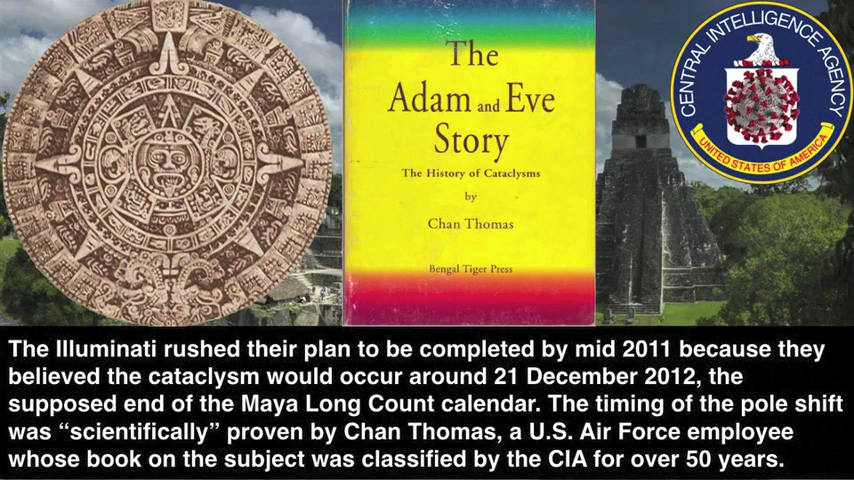 The
Adam and Eve
Story
The History of Cataclysms
by
Chan Thomas
Bengal Tiger Press
CENTRAL INTELLIGENCE AGENCY
UNITED STATES OF AMERICA
The Illuminati rushed their plan to be completed by mid 2011 because they
believed the cataclysm would occur around 21 December 2012, the
supposed end of the Maya Long Count calendar. The timing of the pole shift
was “scientifically” proven by Chan Thomas, a U.S. Air Force employee
whose book on the subject was classified by the CIA for over 50 years.